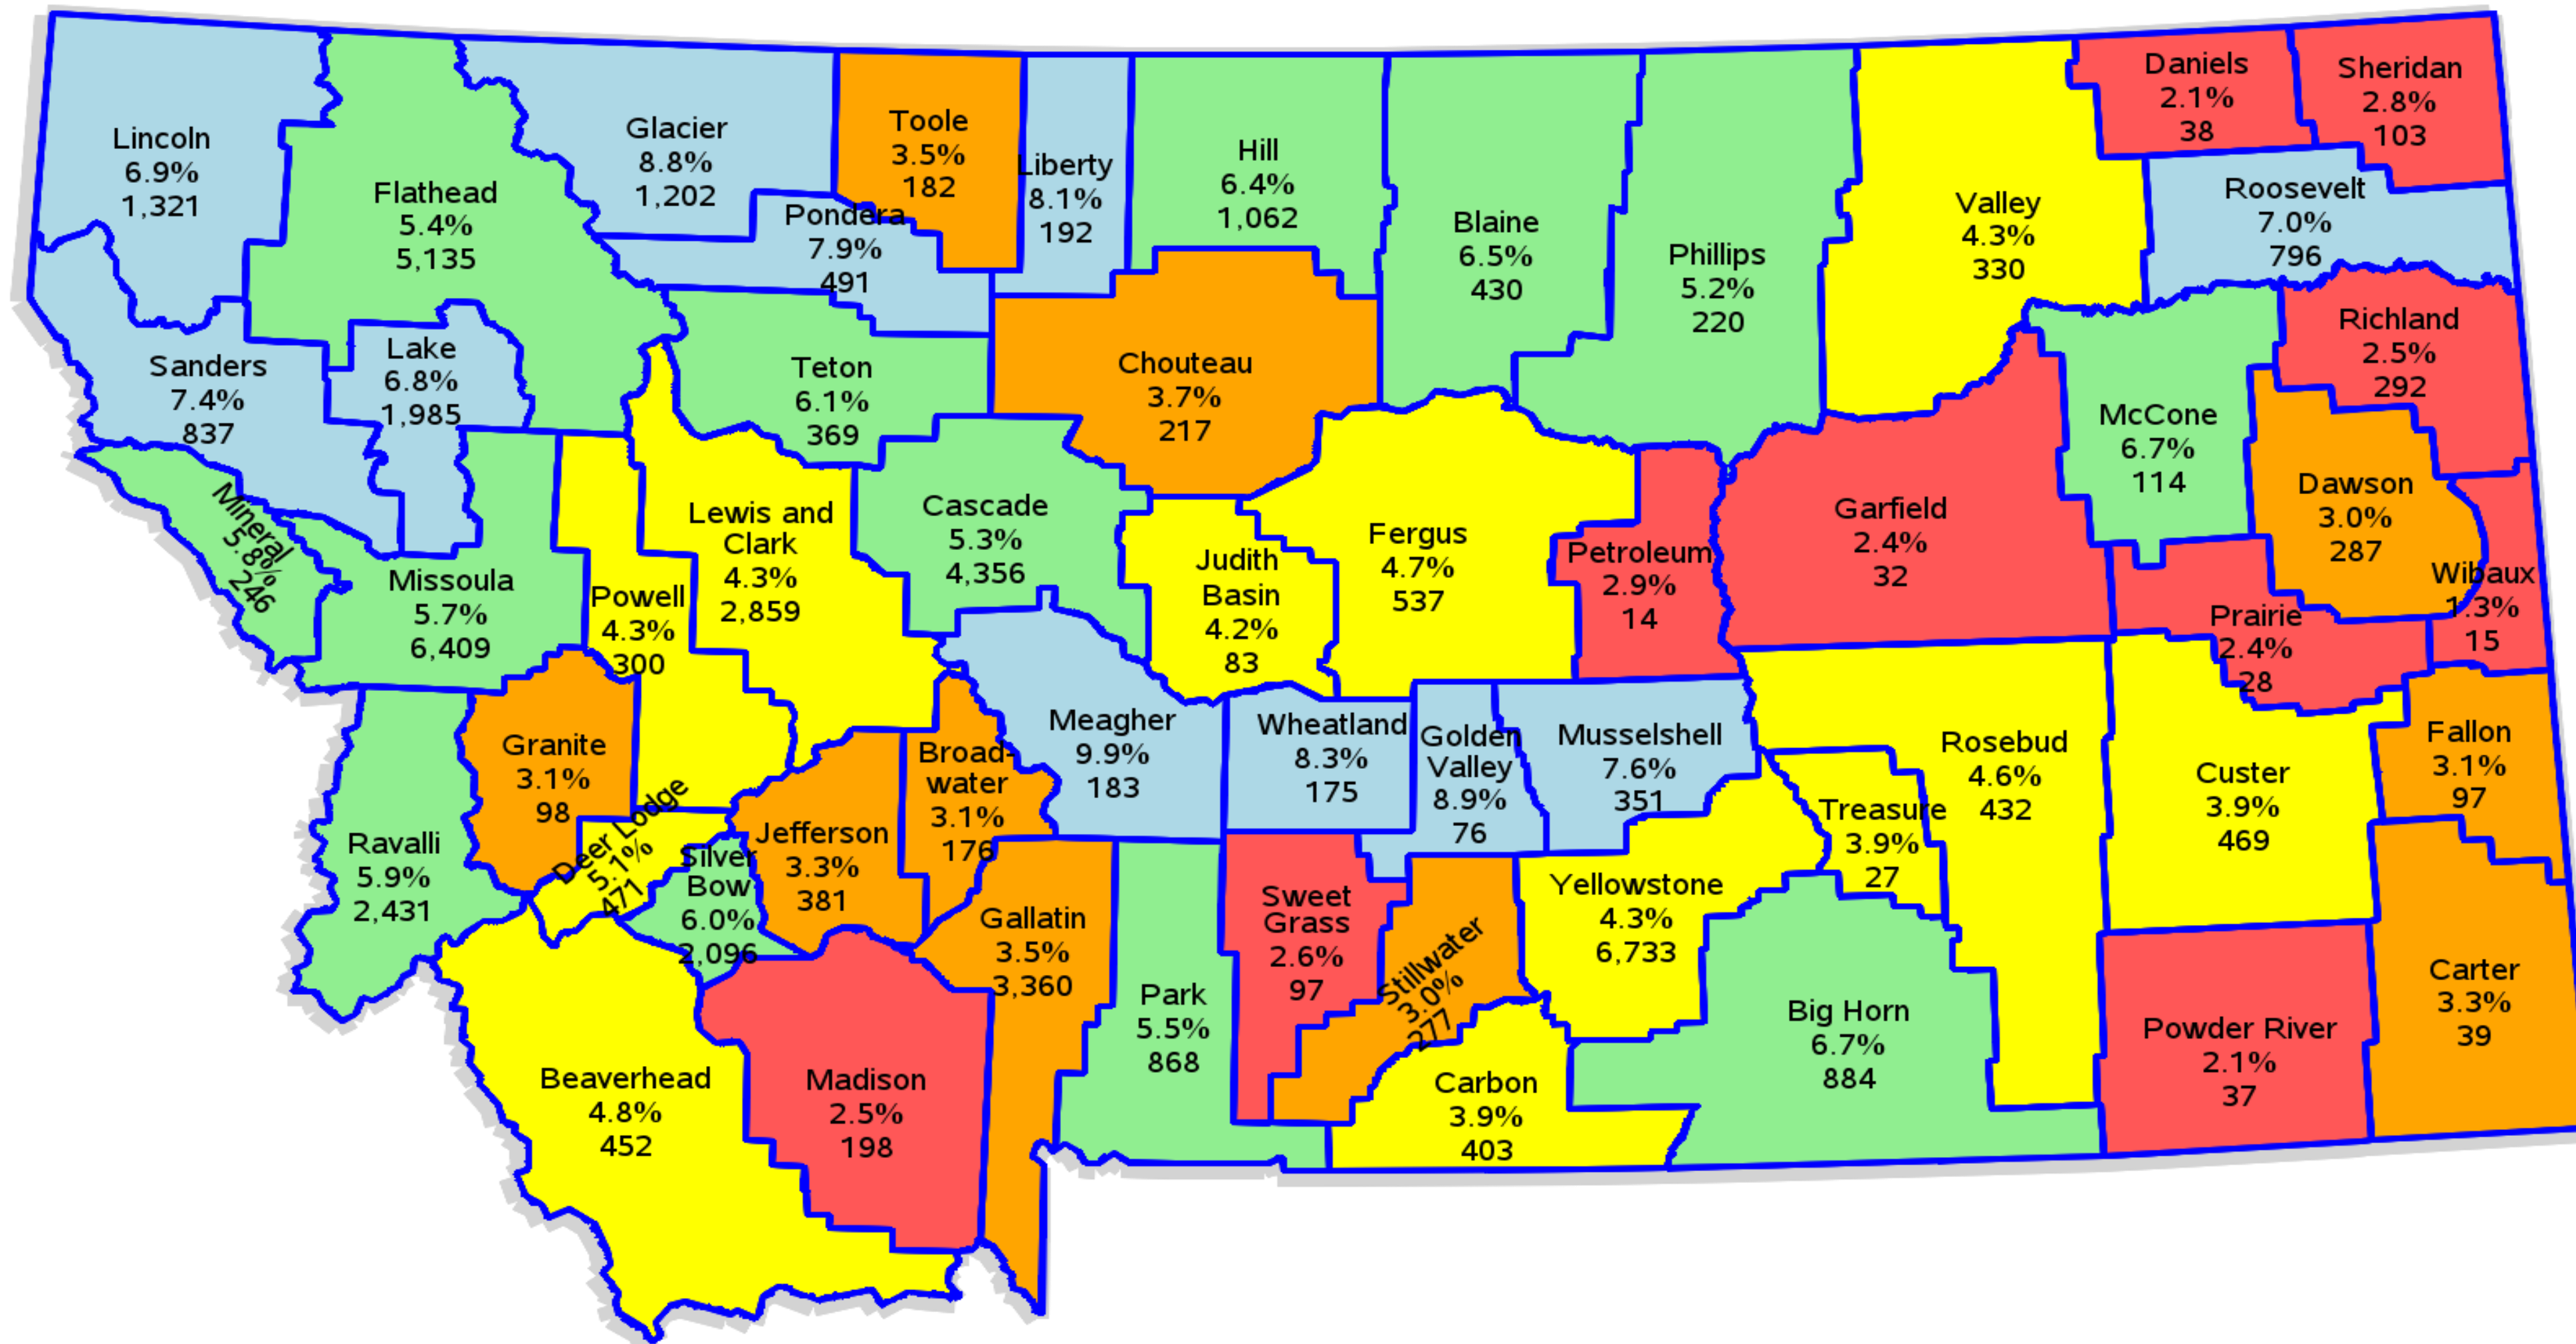 Lincoln
6.9%
1,321
Flathead
5.4%
5,135
Glacier
8.8%
1,202
Toole
3.5%
182
Liberty
8.1%
192
Hill
6.4%
1,062
Blaine
6.5%
430
Phillips
5.2%
220
Valley
4.3%
330
Daniels
2.1%
38
Sheridan
2.8%
103
Roosevelt
7.0%
796
Pondera
7.9%
491
Sanders
7.4%
837
Lake
6.8%
1,985
Teton
6.1%
369
Chouteau
3.7%
217
Richland
2.5%
292
McCone
6.7%
114
Dawson
3.0%
287
Garfield
2.4%
32
Petroleum
2.9%
14
Fergus
4.7%
537
Judith
Basin
4.2%
83
Cascade
5.3%
4,356
Lewis and
Clark
4.3%
2,859
Powell
4.3%
300
Missoula
5.7%
6,409
Mineral
5.8%
246
Wibaux
1.3%
15
Prairie
2.4%
28
Granite
3.1%
98
Ravalli
5.9%
2,431
Deer Lodge
5.1%
471
Silver
Bow
6.0%
2,096
Jefferson
3.3%
381
Broad-
water
3.1%
176
Meagher
9.9%
183
Wheatland
8.3%
175
Golden
Valley
8.9%
76
Musselshell
7.6%
351
Rosebud
4.6%
432
Treasure
3.9%
27
Custer
3.9%
469
Fallon
3.1%
97
Gallatin
3.5%
3,360
Park
5.5%
868
Sweet
Grass
2.6%
97
Stillwater
3.0%
277
Yellowstone
4.3%
6,733
Big Horn
6.7%
884
Powder River
2.1%
37
Carter
3.3%
39
Beaverhead
4.8%
452
Madison
2.5%
198
Carbon
3.9%
403